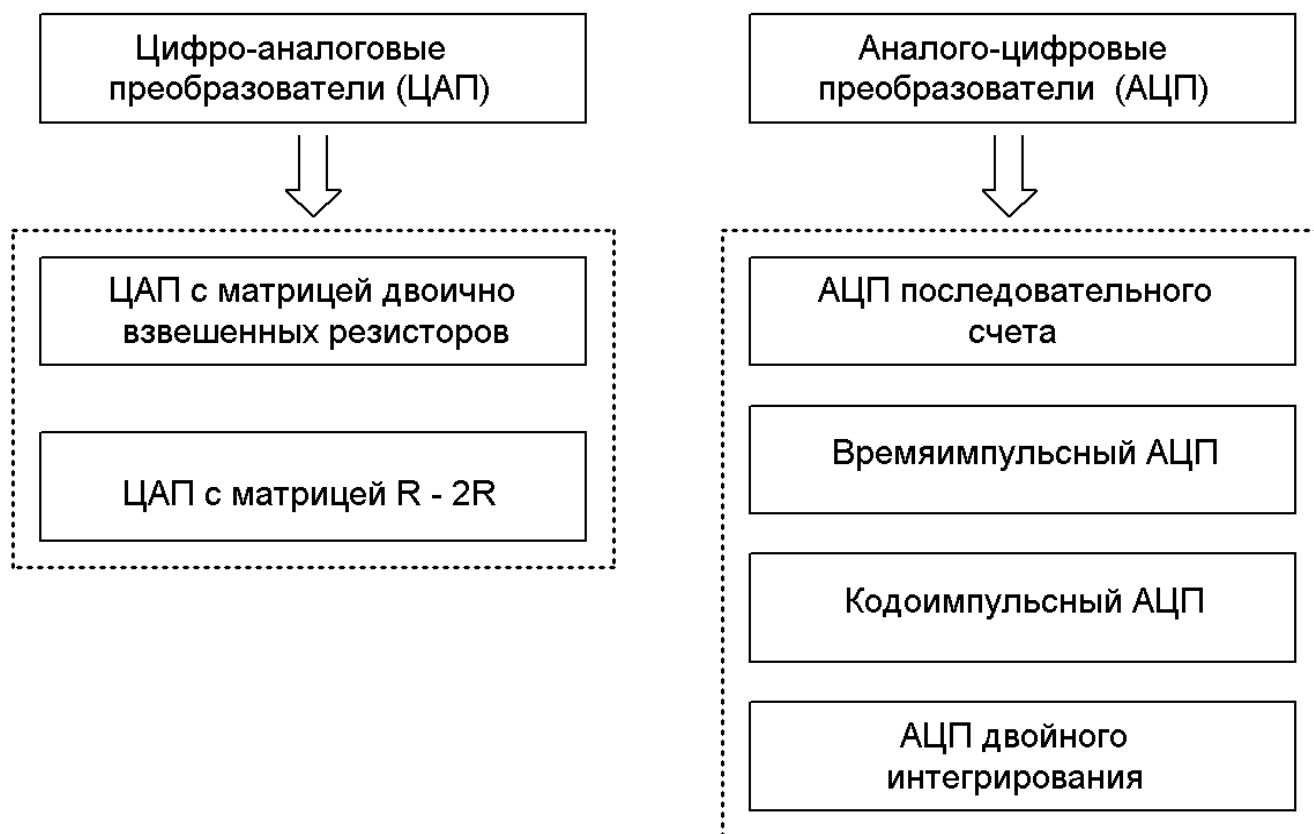 Цифро-аналоговые
преобразователи (ЦАП)
ЦАП с матрицей двоично
взвешенных резисторов
ЦАП с матрицей R - 2R
Аналого-цифровые
преобразователи (АЦП)
АЦП последовательного
счета
Времяимпульсный АЦП
Кодоимпульсный АЦП
АЦП двойного
интегрирования